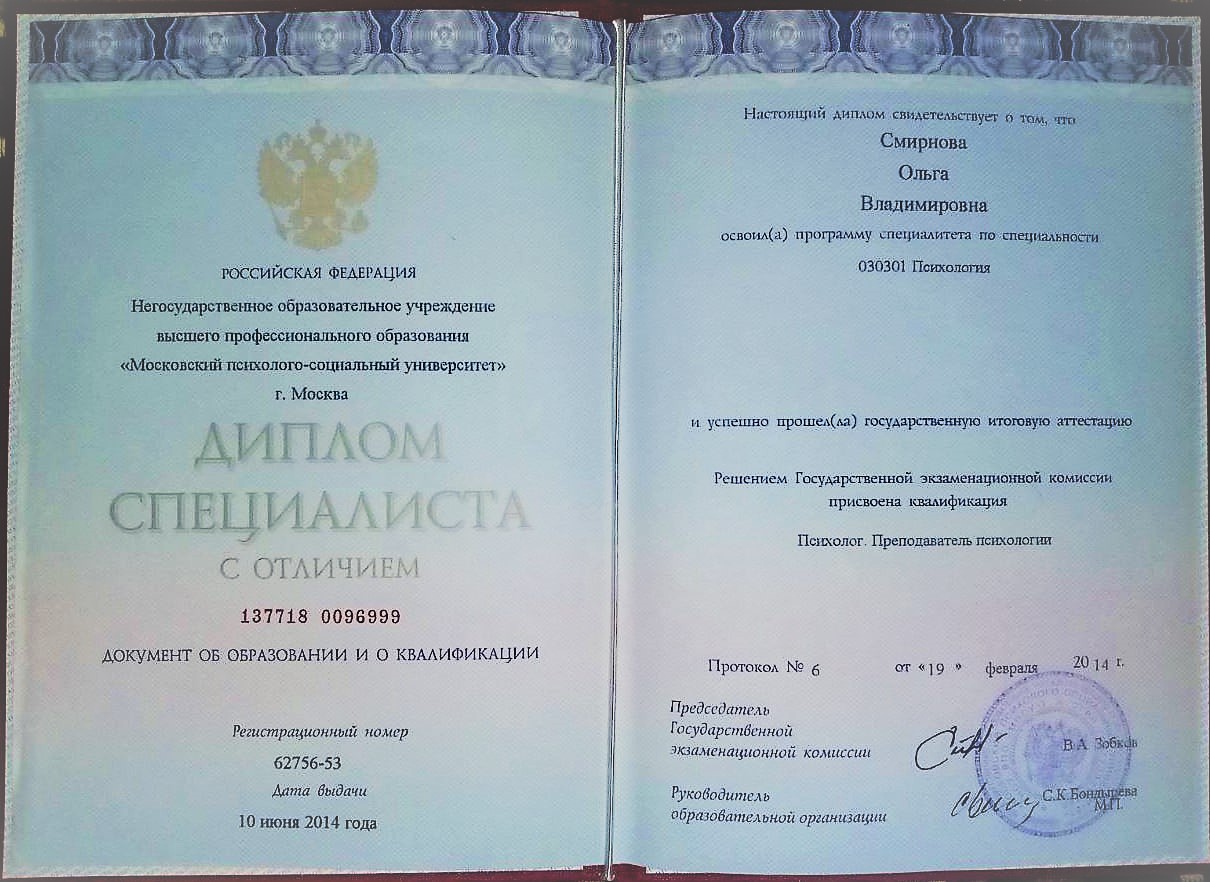 РОССИЙСКАЯ ФЕДЕРАЦИЯ
Негосударственное образовательное учреждение
высшего профессионального образования
«Московский психолого-социальный университет»
г. Москва
ДИПЛОМ
СПЕЦИАЛИСТА
С ОТЛИЧИЕМ
137718 0096999
ДОКУМЕНТ ОБ ОБРАЗОВАНИИ И О КВАЛИФИКАЦИИ
Регистрационный номер
62756-53
Дата выдачи
10 июня 2014 года
Настоящий диплом свидетельствует о том, что
Смирнова
Ольга
Владимировна
освоил(а) программу специалитета по специальности
030301 Психология
и успешно прошел(ла) государственную итоговую аттестацию
Решением Государственной экзаменационной комиссии
присвоена квалификация
Психолог. Преподаватель психологии
Протокол № 6 от «19 » февраля 2014 г.
Председатель
Государственной
экзаменационной комиссии
В А Зобков
Руководитель
образовательной организации
С.К.Бондырева
М.П.